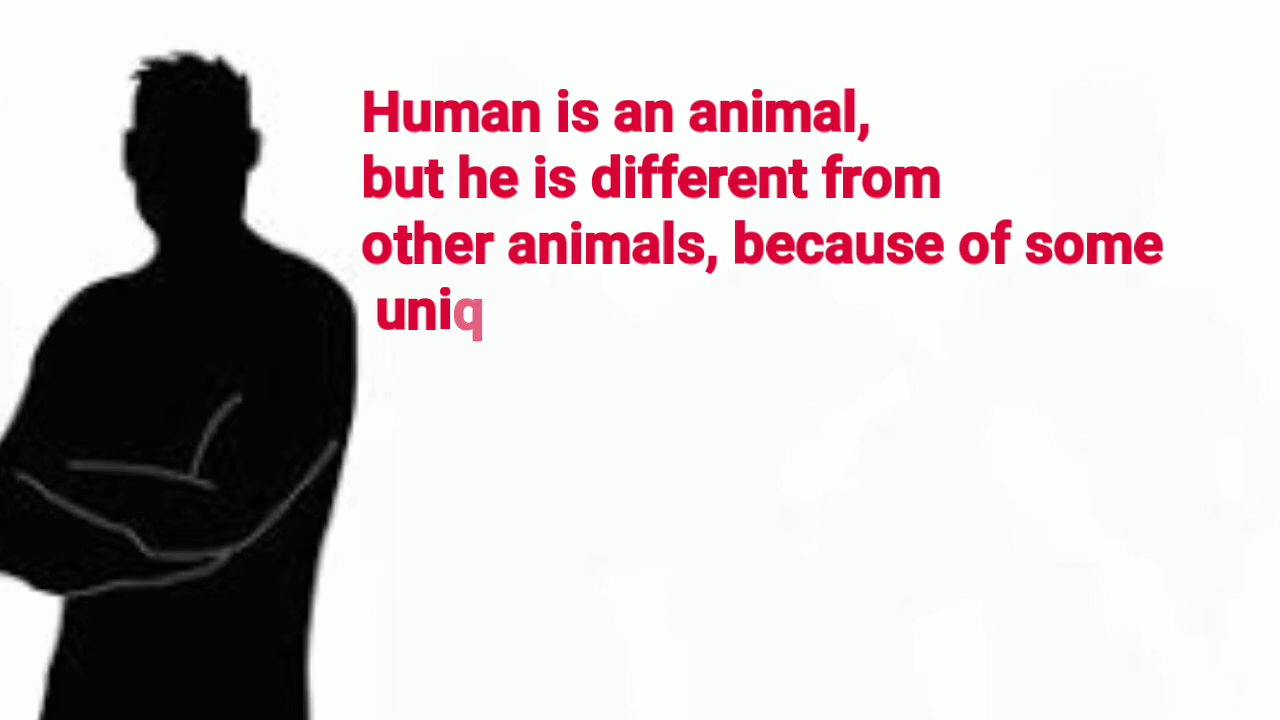 Human is an animal,
but he is different from
other animals, because of some
uniq